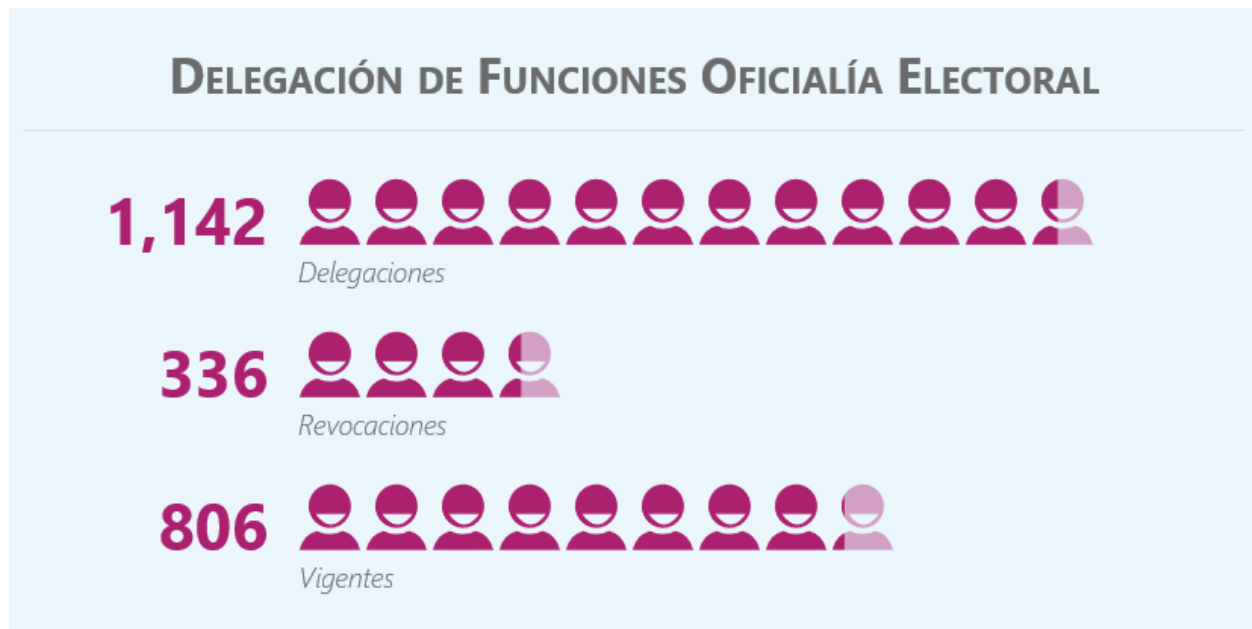 Delegación de Funciones Oficialía Electoral
1,142
Delegaciones
336
Revocaciones
806
Vigentes